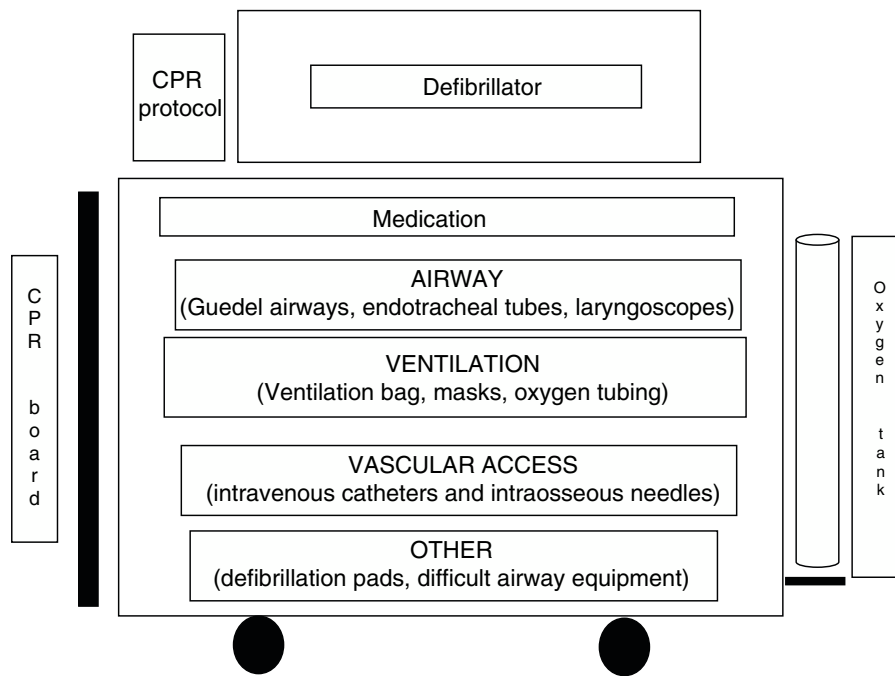 CPR
protocol
Defibrillator
Medication
AIRWAY
(Guedel airways, endotracheal tubes, laryngoscopes)
VENTILATION
(Ventilation bag, masks, oxygen tubing)
VASCULAR ACCESS
(intravenous catheters and intraosseous needles)
OTHER
(defibrillation pads, difficult airway equipment)
CPR board
Oxygen tank